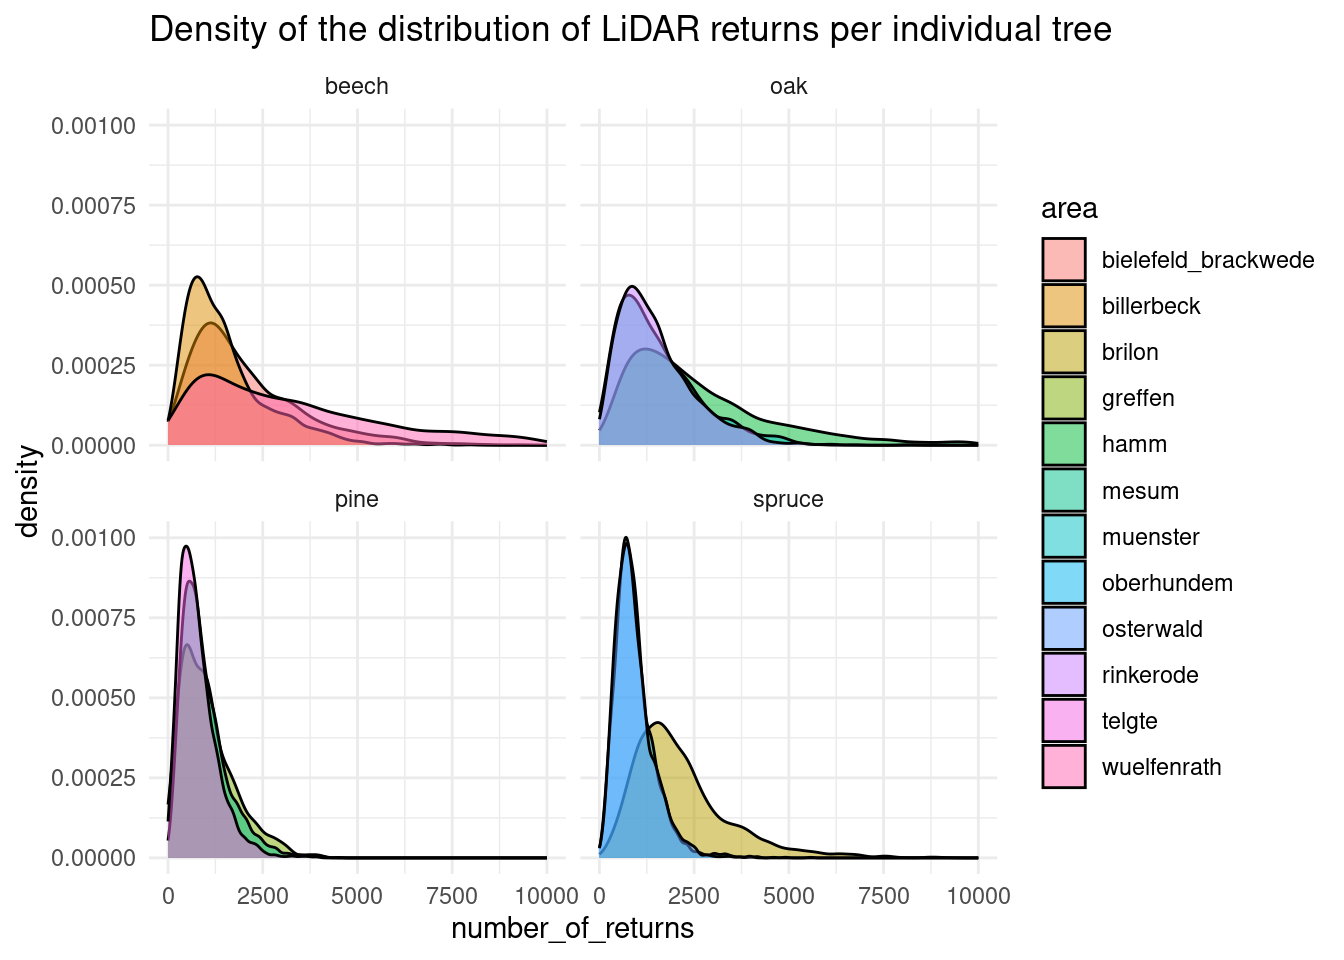 Density of the distribution of LiDAR returns per individual tree
beech
oak
0.00100
0.00075
0.00050
0.00025
0.00000
pine
spruce
0.00100
0.00075
0.00050
0.00025
0.00000
0 2500 5000 7500 10000
0 2500 5000 7500 10000
number_of_returns
density
area
bielefeld_brackwede
billerbeck
brilon
greffen
hamm
mesum
muenster
oberhundem
osterwald
rinkerode
telgte
wuelfenrath